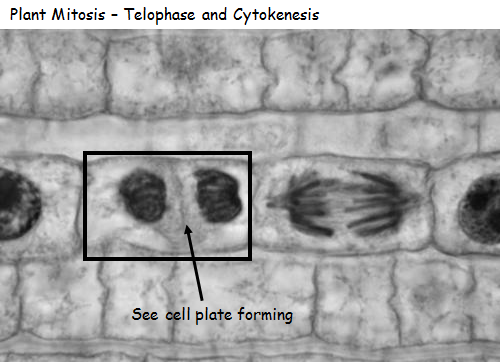 Plant Mitosis – Telophase and Cytokenesis
See cell plate forming